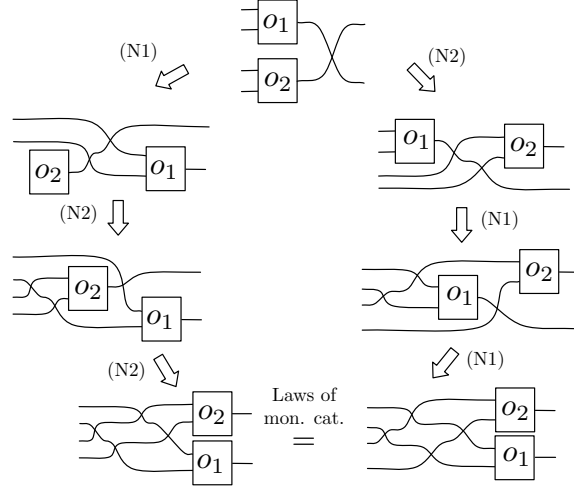 o1
(N1)
(N2)
o2
o1
o2
o2
o1
(N2)
(N1)
o2
o2
o1
o1
(N2)
(N1)
Laws of
mon. cat.
=
o2
o2
o1
o1